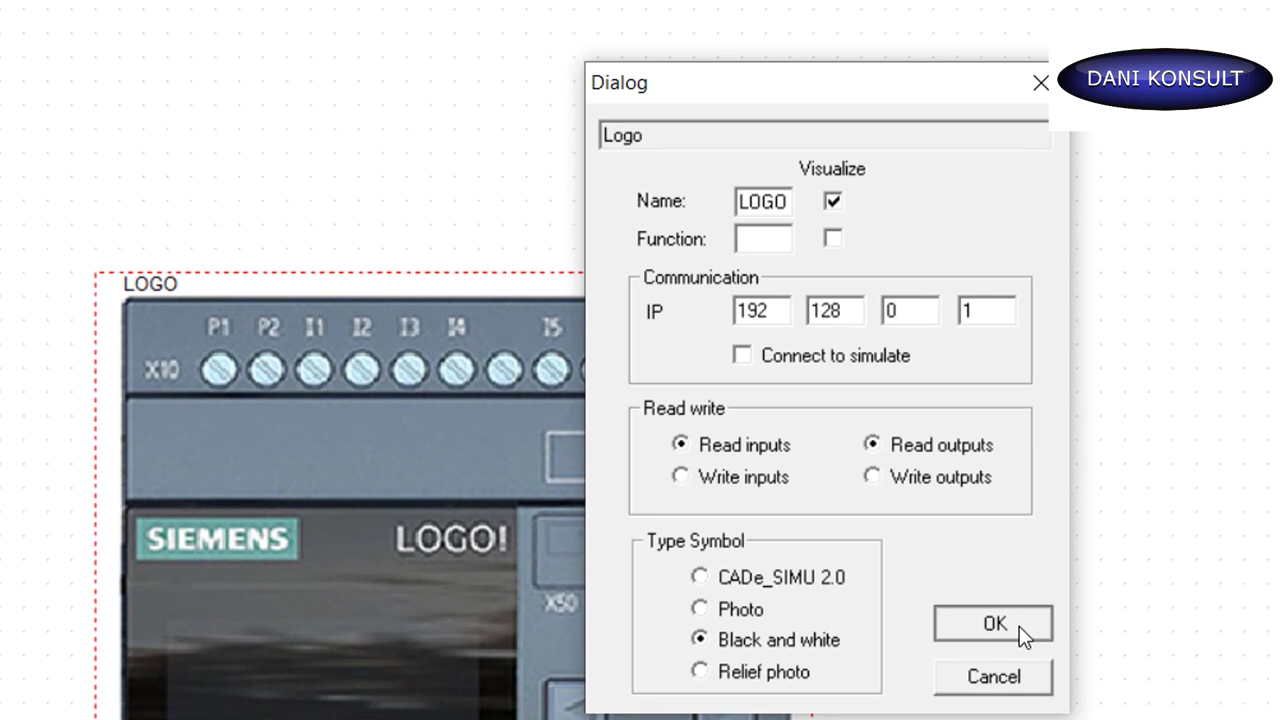 DANI KONSULT
Dialog
Logo
Visualize
Name: LOGO
Function:
Communication
IP 192 128 0 1
Connect to simulate
Read write
Read inputs Read outputs
Write inputs Write outputs
Type Symbol
CADe_SIMU 2.0
Photo
Black and white
Relief photo
OK
Cancel
LOGO
P1 P2 I1 I2 I3 I4 I5
X10
SIEMENS LOGO!
X50